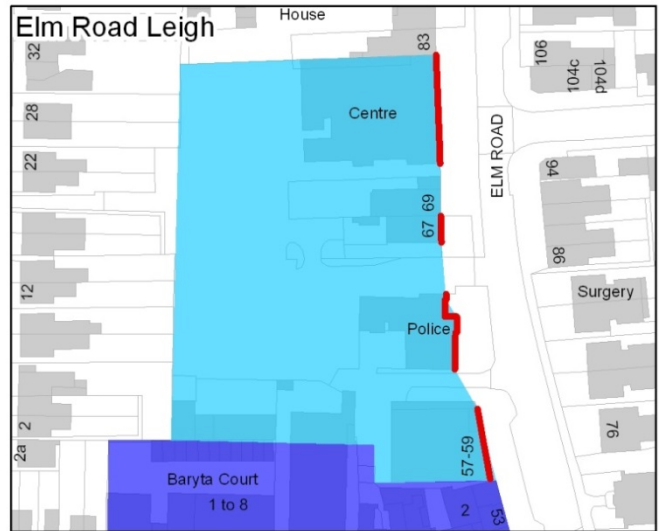 Elm Road Leigh
House
32
28
22
12
2
2a
83
Centre
67 69
Police
57-59
ELM ROAD
106
104c
104d
94
86
Surgery
76
Baryta Court
1 to 8
2
53